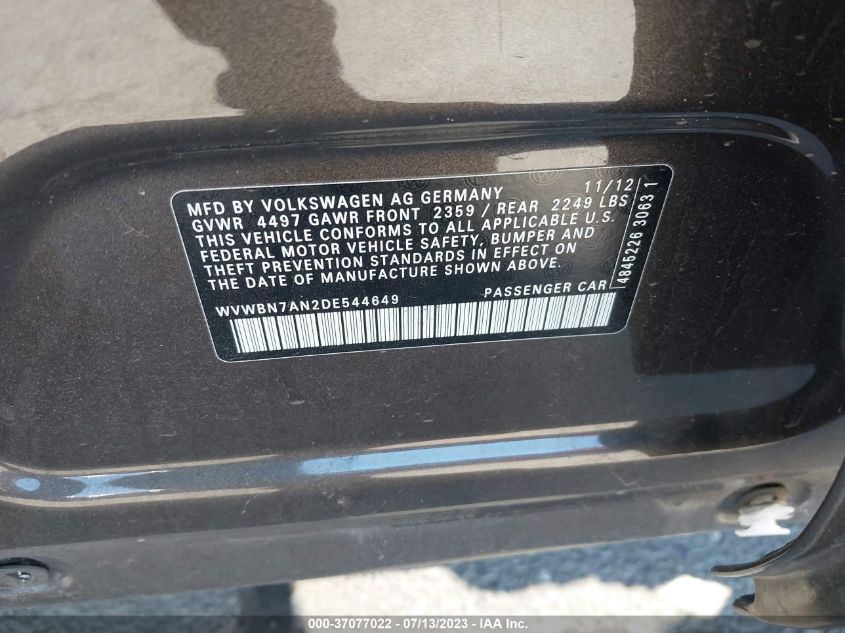 MFD BY VOLKSWAGEN AG GERMANY 11/12
GVWR 4497 GAWR FRONT 2359 / REAR 2249 LBS
THIS VEHICLE CONFORMS TO ALL APPLICABLE U.S.
FEDERAL MOTOR VEHICLE SAFETY, BUMPER AND
THEFT PREVENTION STANDARDS IN EFFECT ON
THE DATE OF MANUFACTURE SHOWN ABOVE.
WVWBN7AN2DE544649 PASSENGER CAR
4845226 3063 1
000-37077022 / 07/13/2023 - IAA Inc.